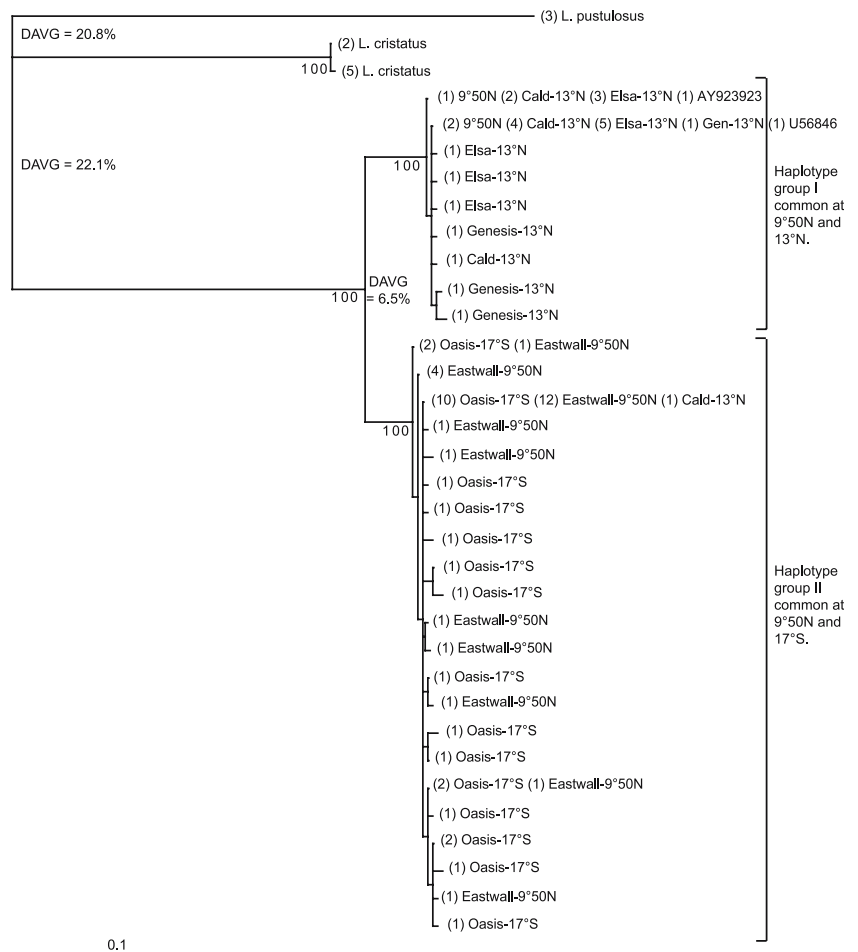 (3) L. pustulosus
DAVG = 20.8%
(2) L. cristatus
100
(5) L. cristatus
(1) 9°50N (2) Cald-13°N (3) Elsa-13°N (1) AY923923
(2) 9°50N (4) Cald-13°N (5) Elsa-13°N (1) Gen-13°N (1) U56846
DAVG = 22.1%
100
(1) Elsa-13°N
(1) Elsa-13°N
(1) Elsa-13°N
(1) Genesis-13°N
(1) Cald-13°N
(1) Genesis-13°N
(1) Genesis-13°N
Haplotype
group I
common at
9°50N and
13°N.
100
DAVG
= 6.5%
(2) Oasis-17°S (1) Eastwall-9°50N
(4) Eastwall-9°50N
(10) Oasis-17°S (12) Eastwall-9°50N (1) Cald-13°N
100
(1) Eastwall-9°50N
(1) Eastwall-9°50N
(1) Oasis-17°S
(1) Oasis-17°S
(1) Oasis-17°S
(1) Oasis-17°S
(1) Oasis-17°S
(1) Eastwall-9°50N
(1) Eastwall-9°50N
(1) Oasis-17°S
(1) Eastwall-9°50N
(1) Oasis-17°S
(1) Oasis-17°S
(2) Oasis-17°S (1) Eastwall-9°50N
(1) Oasis-17°S
(2) Oasis-17°S
(1) Oasis-17°S
(1) Eastwall-9°50N
(1) Oasis-17°S
Haplotype
group II
common at
9°50N and
17°S.
0.1